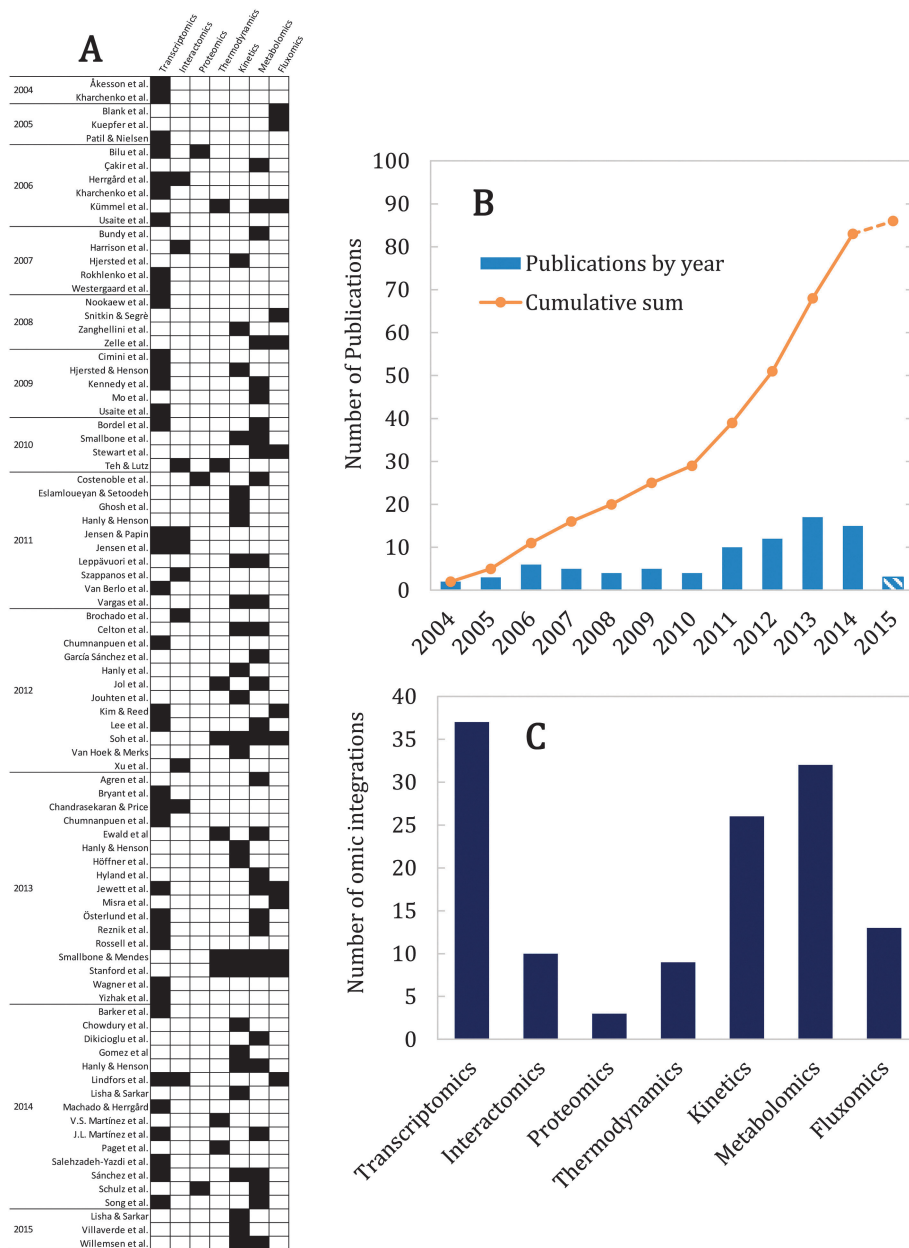 A
Transcriptomics
Interactomics
Proteomics
Thermodynamics
Kinetics
Metabolomics
Fluxomics
2004
Åkesson et al.
Kharchenko et al.
2005
Blank et al.
Kuepfer et al.
Patil & Nielsen
2006
Bilu et al.
Çakir et al.
Herrgård et al.
Kharchenko et al.
Kümmel et al.
Usaite et al.
2007
Bundy et al.
Harrison et al.
Hjersted et al.
Rokhlenko et al.
Westergaard et al.
2008
Nookaew et al.
Snitkin & Segrè
Zanghellini et al.
Zelle et al.
2009
Cimini et al.
Hjersted & Henson
Kennedy et al.
Mo et al.
Usaite et al.
2010
Bordel et al.
Smallbone et al.
Stewart et al.
Teh & Lutz
2011
Costenoble et al.
Eslamloueyan & Setoodeh
Ghosh et al.
Hanly & Henson
Jensen & Papin
Jensen et al.
Leppävuori et al.
Szappanos et al.
Van Berlo et al.
Vargas et al.
2012
Brochado et al.
Celton et al.
Chumnanpuen et al.
García Sánchez et al.
Hanly et al.
Jol et al.
Jouhten et al.
Kim & Reed
Lee et al.
Soh et al.
Van Hoek & Merks
Xu et al.
2013
Agren et al.
Bryant et al.
Chandrasekaran & Price
Chumnanpuen et al.
Ewald et al
Hanly & Henson
Höffner et al.
Hyland et al.
Jewett et al.
Misra et al.
Österlund et al.
Reznik et al.
Rossell et al.
Smallbone & Mendes
Stanford et al.
Wagner et al.
Yizhak et al.
2014
Barker et al.
Chowdury et al.
Dikicioglu et al.
Gomez et al
Hanly & Henson
Lindfors et al.
Lisha & Sarkar
Machado & Herrgård
V.S. Martínez et al.
J.L. Martínez et al.
Paget et al.
Salehzadeh-Yazdi et al.
Sánchez et al.
Schulz et al.
Song et al.
2015
Lisha & Sarkar
Villaverde et al.
Willemsen et al.
B
Number of Publications
100
90
80
70
60
50
40
30
20
10
0
Publications by year
Cumulative sum
2004
2005
2006
2007
2008
2009
2010
2011
2012
2013
2014
2015
C
Number of omic integrations
40
35
30
25
20
15
10
5
0
Transcriptomics
Interactomics
Proteomics
Thermodynamics
Kinetics
Metabolomics
Fluxomics